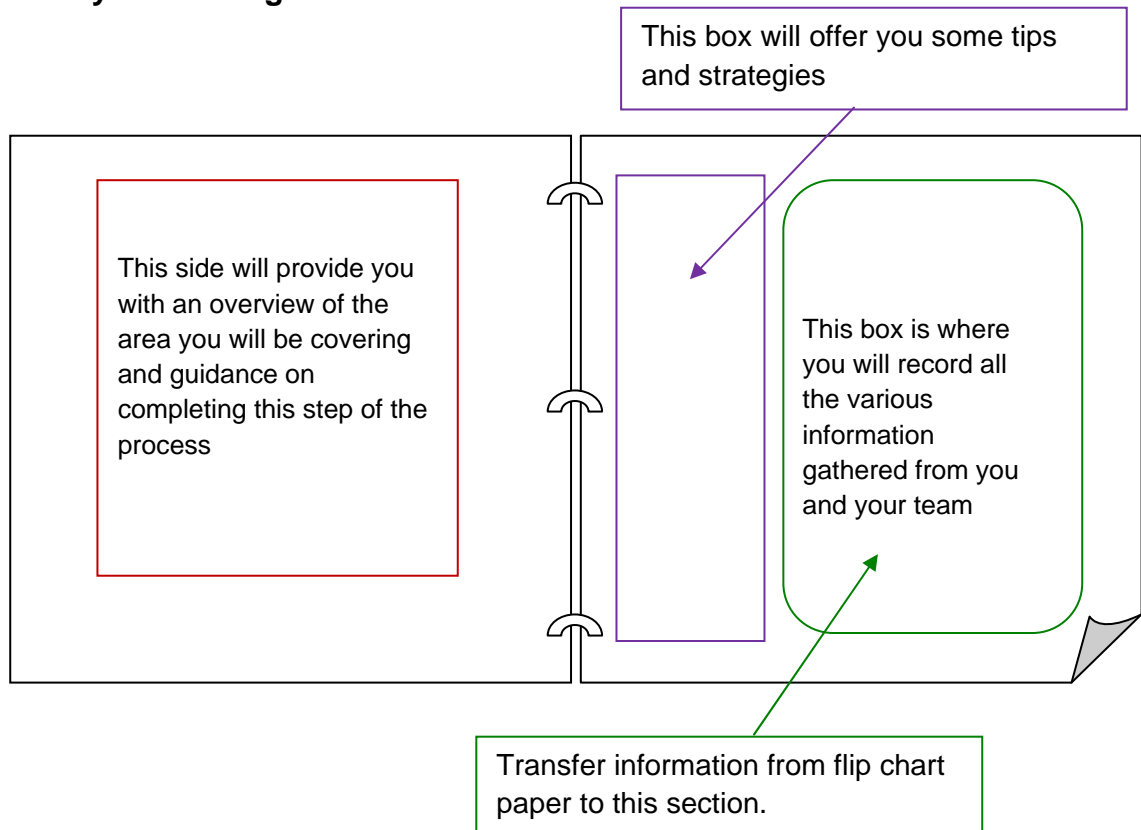 This box will offer you some tips
and strategies
This side will provide you
with an overview of the
area you will be covering
and guidance on
completing this step of the
process
This box is where
you will record all
the various
information
gathered from you
and your team
Transfer information from flip chart
paper to this section.